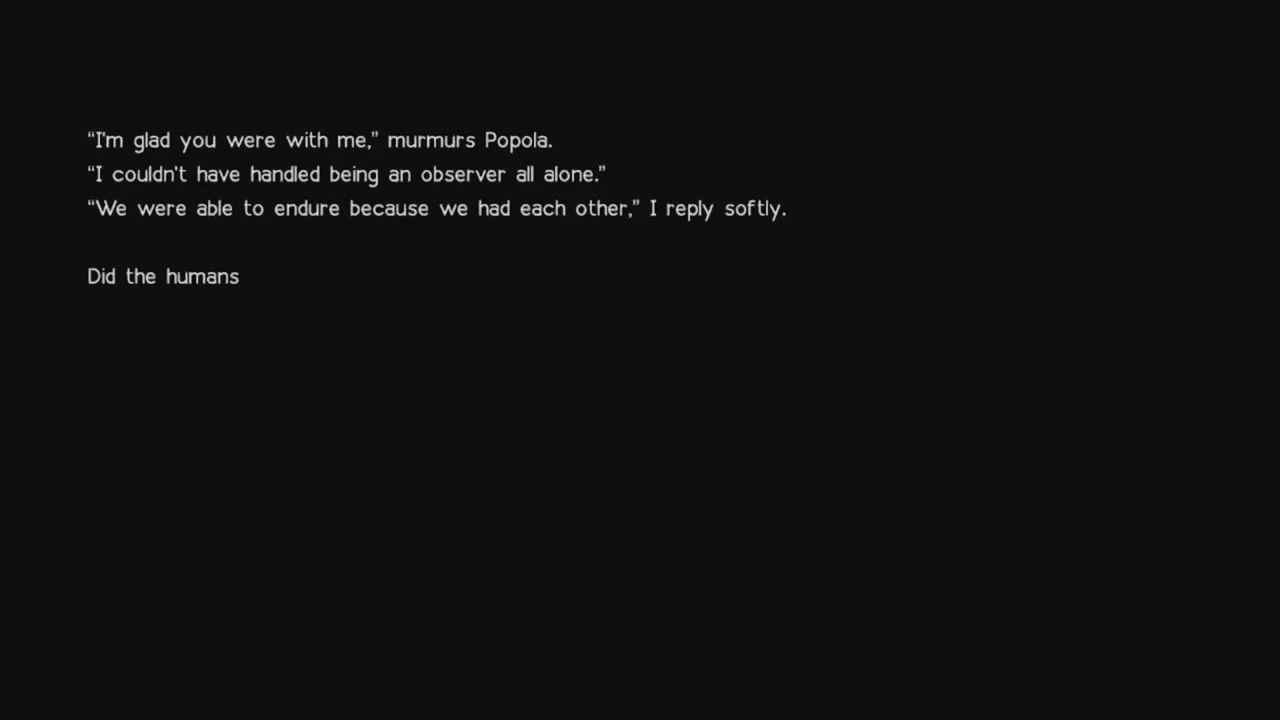 “I'm glad you were with me,” murmurs Popola.
“I couldn't have handled being an observer all alone.”
“We were able to endure because we had each other,” I reply softly.
Did the humans